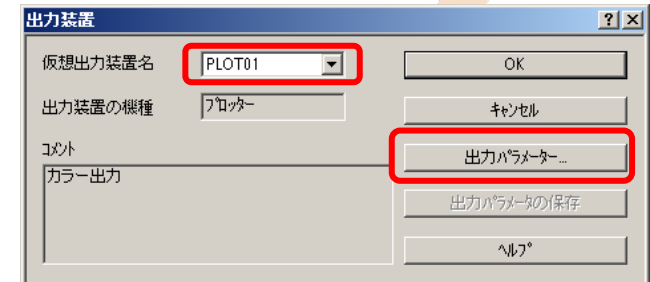 出力装置
仮想出力装置名 PLOT01 OK
出力装置の機種 ﾌﾟﾛｯﾀｰ ｷｬﾝｾﾙ
ｺﾒﾝﾄ 出力ﾊﾟﾗﾒｰﾀｰ...
カラー出力
出力ﾊﾟﾗﾒｰﾀの保存
ﾍﾙﾌﾟ